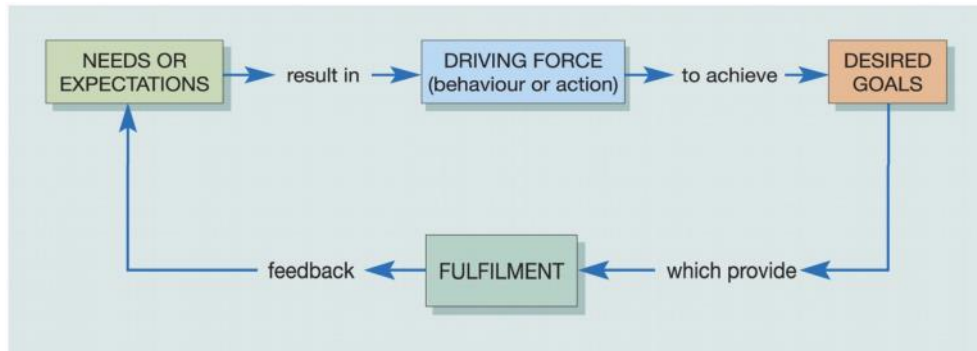 NEEDS OR
EXPECTATIONS
result in
DRIVING FORCE
(behaviour or action)
to achieve
DESIRED
GOALS
which provide
FULFILMENT
feedback